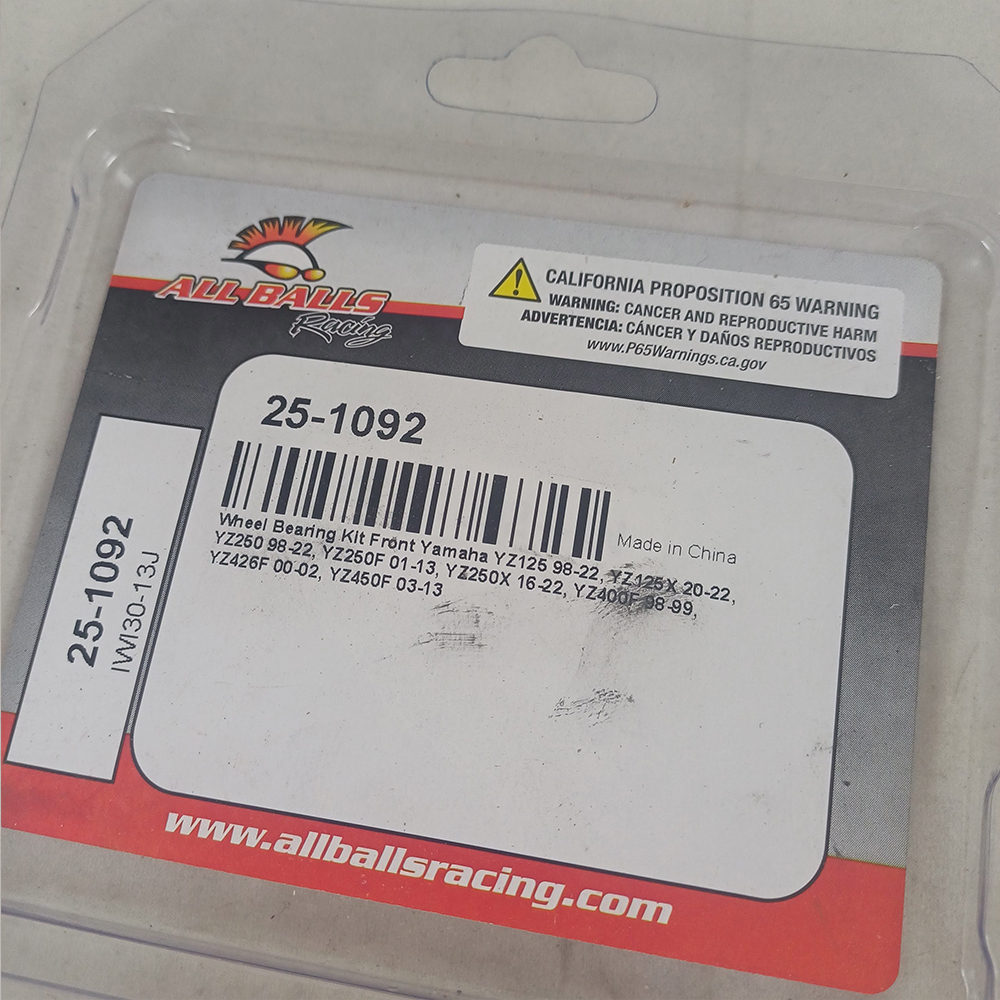 ALL BALLS
Racing
CALIFORNIA PROPOSITION 65 WARNING
WARNING: CANCER AND REPRODUCTIVE HARM
ADVERTENCIA: CÁNCER Y DAÑOS REPRODUCTIVOS
www.P65Warnings.ca.gov
25-1092
Made in China
Wheel Bearing Kit Front Yamaha YZ125 98-22, YZ125X 20-22,
YZ250 98-22, YZ250F 01-13, YZ250X 16-22, YZ400F 98-99,
YZ426F 00-02, YZ450F 03-13
25-1092
IWI30-13J
www.allballsracing.com